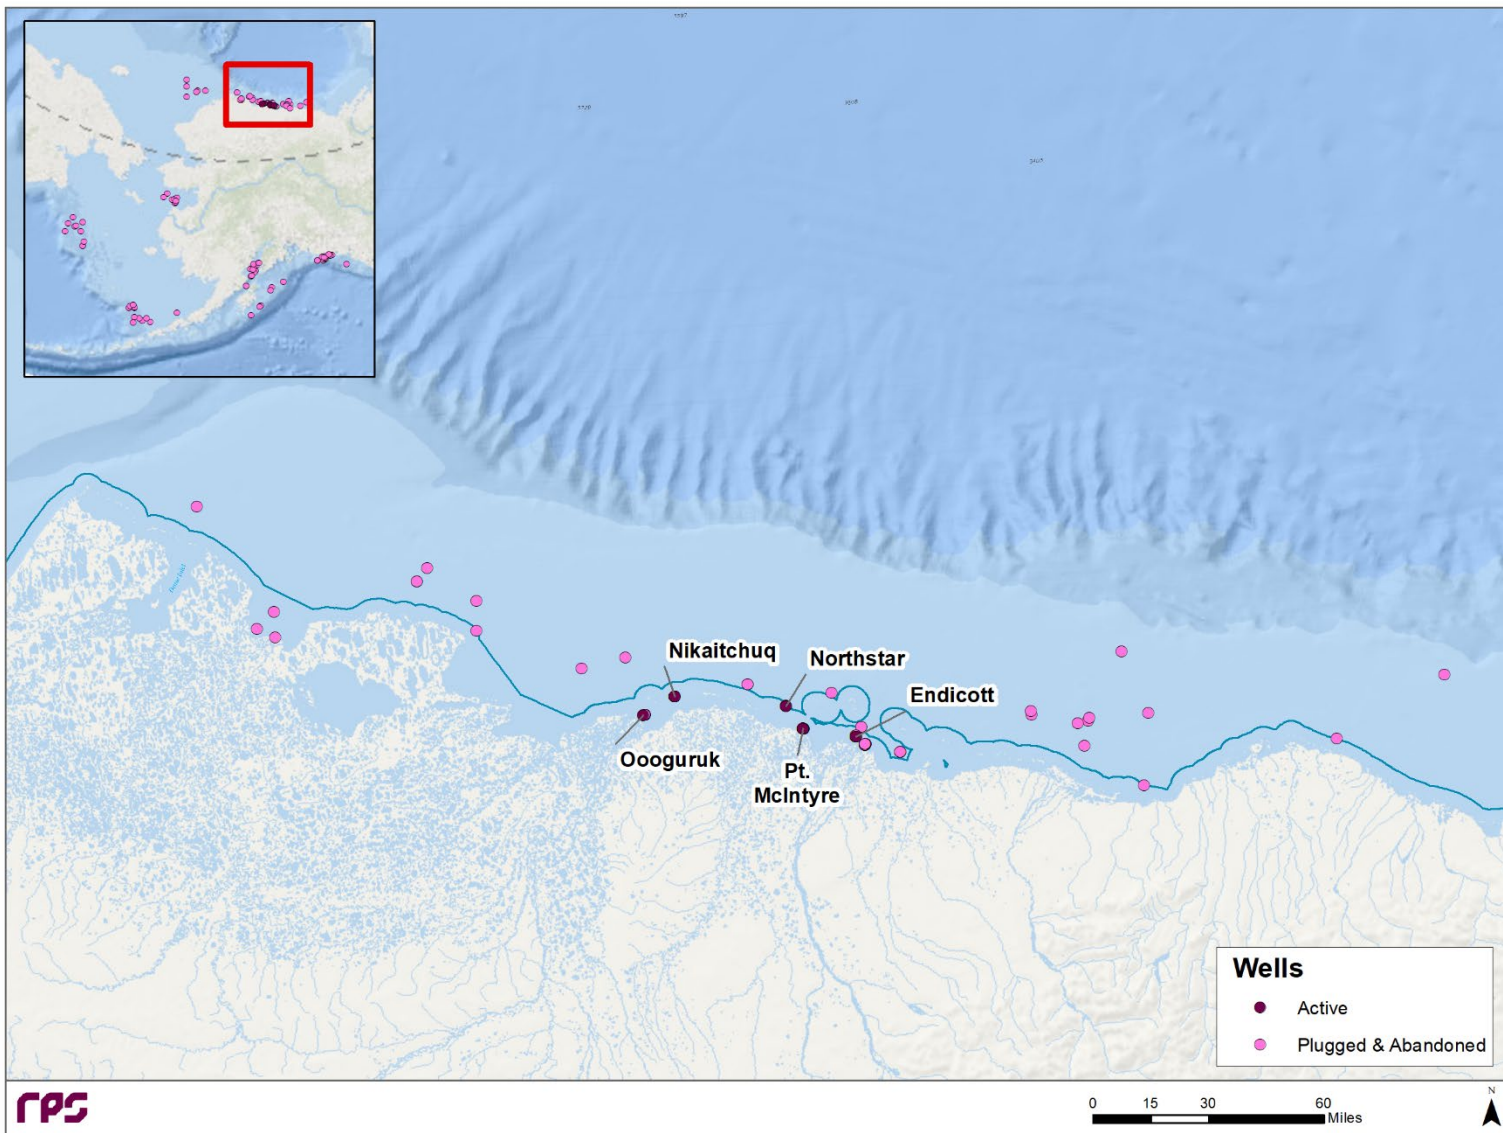 Nikaitchuq
Northstar
Endicott
Oooguruk
Pt.
McIntyre
Wells
Active
Plugged & Abandoned
rps
0 15 30 60
Miles
N